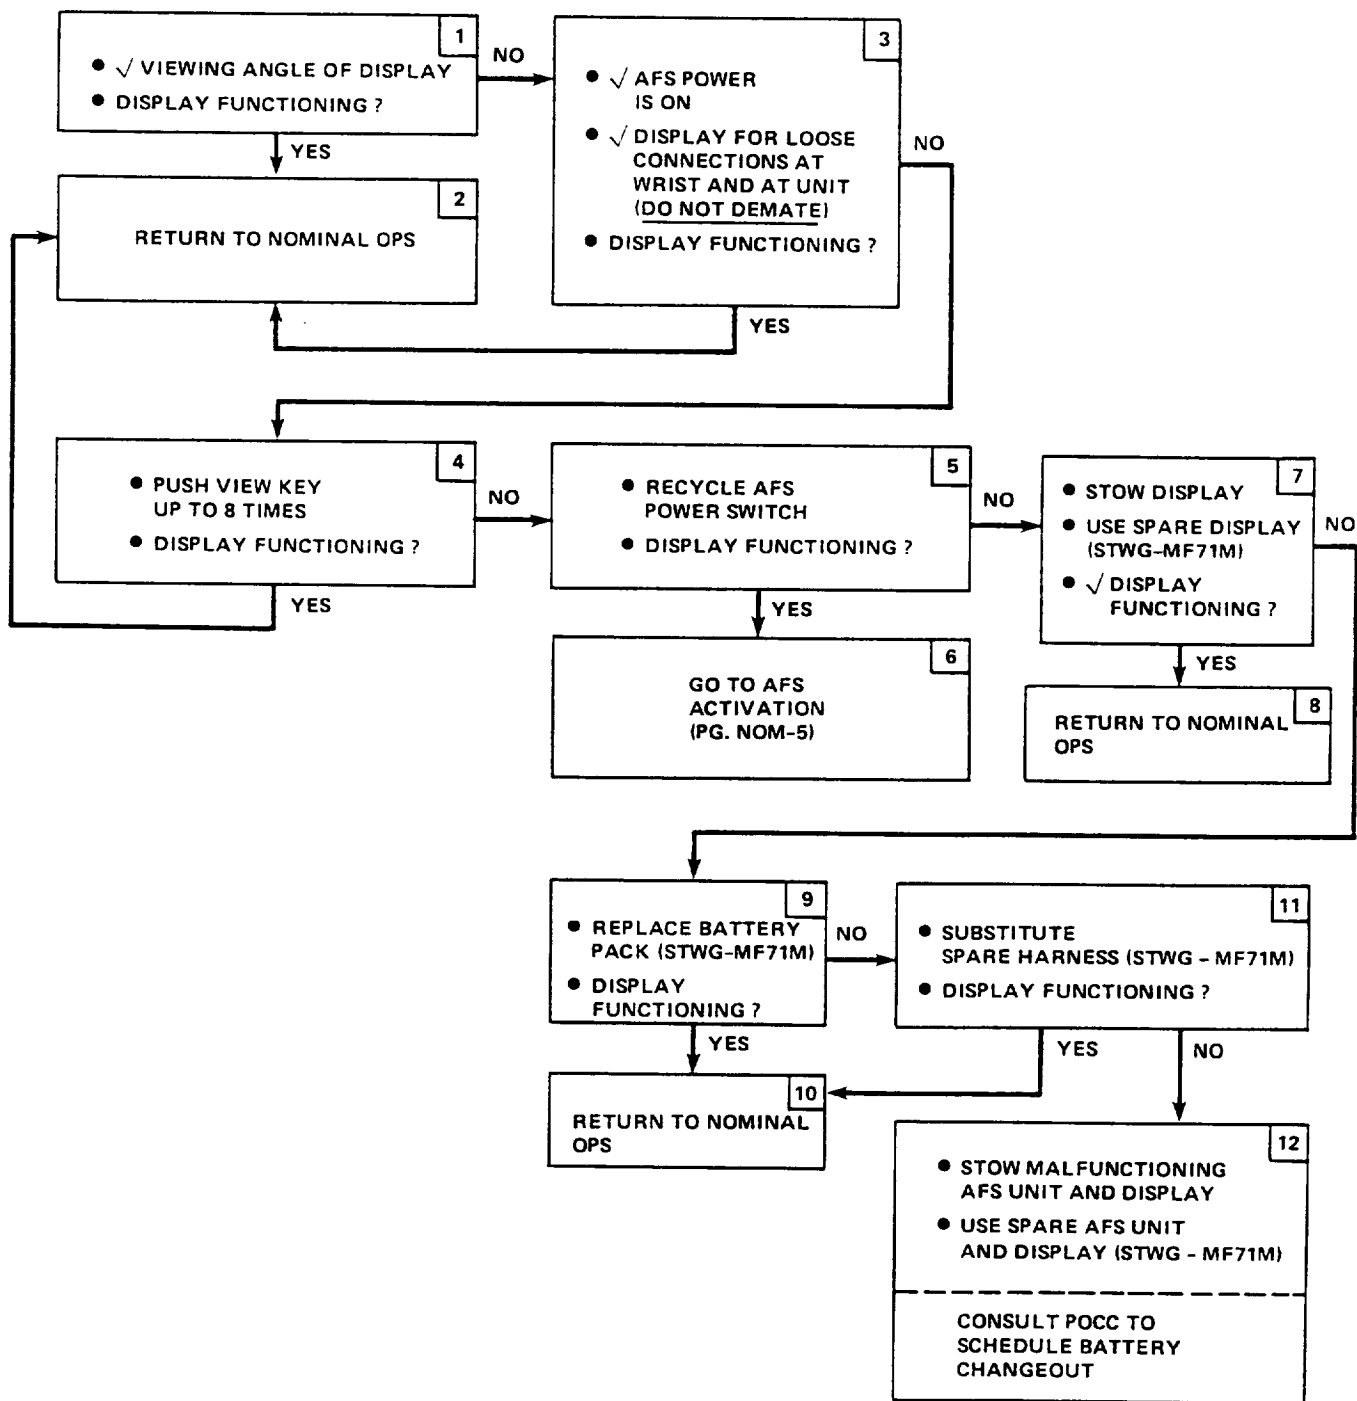 1
● √ VIEWING ANGLE OF DISPLAY
● DISPLAY FUNCTIONING ?
NO
YES
2
RETURN TO NOMINAL OPS
3
● √ AFS POWER
IS ON
● √ DISPLAY FOR LOOSE
CONNECTIONS AT
WRIST AND AT UNIT
(DO NOT DEMATE)
● DISPLAY FUNCTIONING ?
NO
YES
4
● PUSH VIEW KEY
UP TO 8 TIMES
● DISPLAY FUNCTIONING ?
NO
YES
5
● RECYCLE AFS
POWER SWITCH
● DISPLAY FUNCTIONING ?
NO
YES
6
GO TO AFS
ACTIVATION
(PG. NOM-5)
7
● STOW DISPLAY
● USE SPARE DISPLAY
(STWG-MF71M)
● √ DISPLAY
FUNCTIONING ?
NO
YES
8
RETURN TO NOMINAL
OPS
9
● REPLACE BATTERY
PACK (STWG-MF71M)
● DISPLAY
FUNCTIONING ?
NO
YES
10
RETURN TO NOMINAL
OPS
11
● SUBSTITUTE
SPARE HARNESS (STWG - MF71M)
● DISPLAY FUNCTIONING ?
YES
NO
12
● STOW MALFUNCTIONING
AFS UNIT AND DISPLAY
● USE SPARE AFS UNIT
AND DISPLAY (STWG - MF71M)
CONSULT POCC TO
SCHEDULE BATTERY
CHANGEOUT